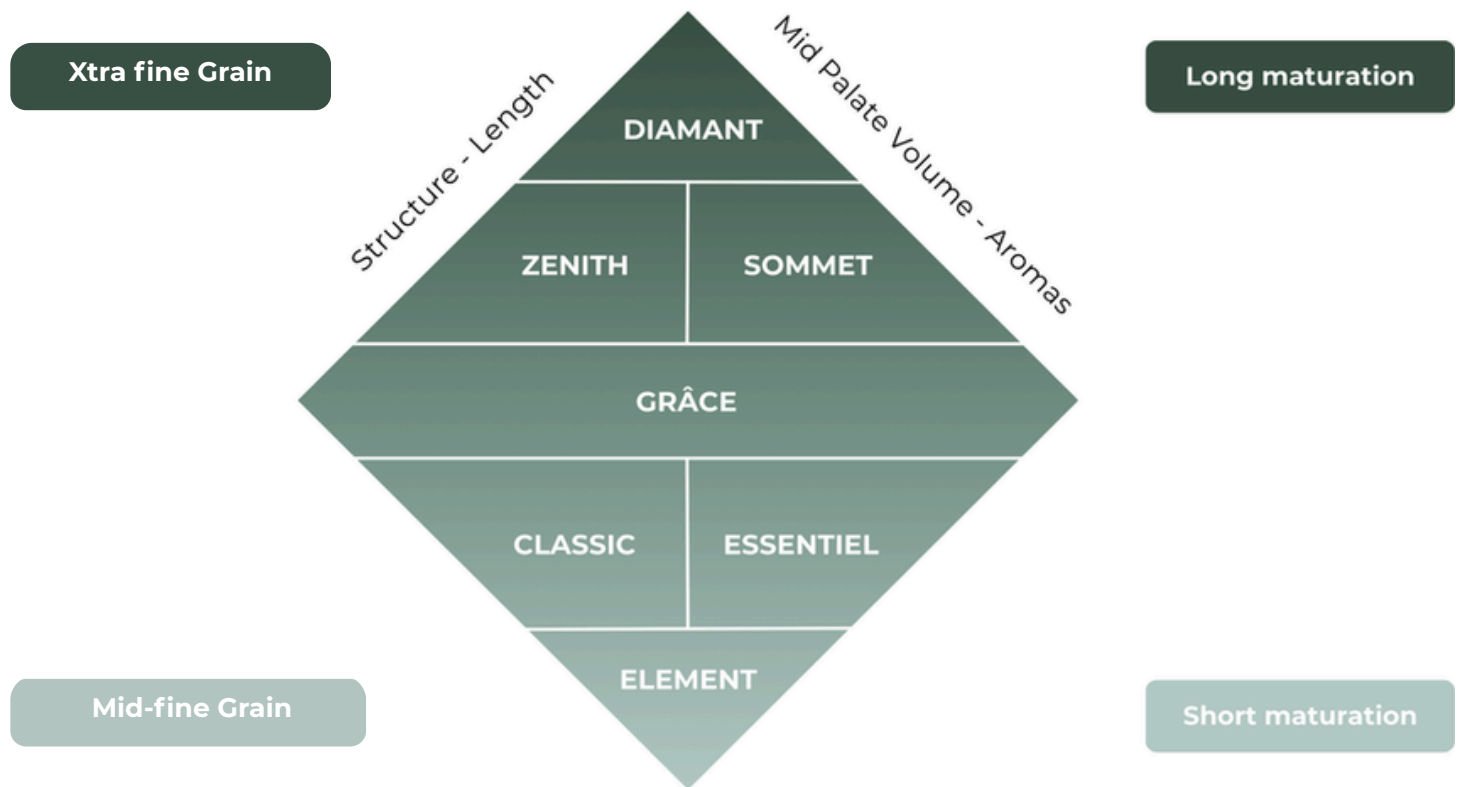 Xtra fine Grain
Structure - Length
Mid Palate Volume - Aromas
Long maturation
DIAMANT
ZENITH
SOMMET
GRÂCE
CLASSIC
ESSENTIEL
ELEMENT
Mid-fine Grain
Short maturation